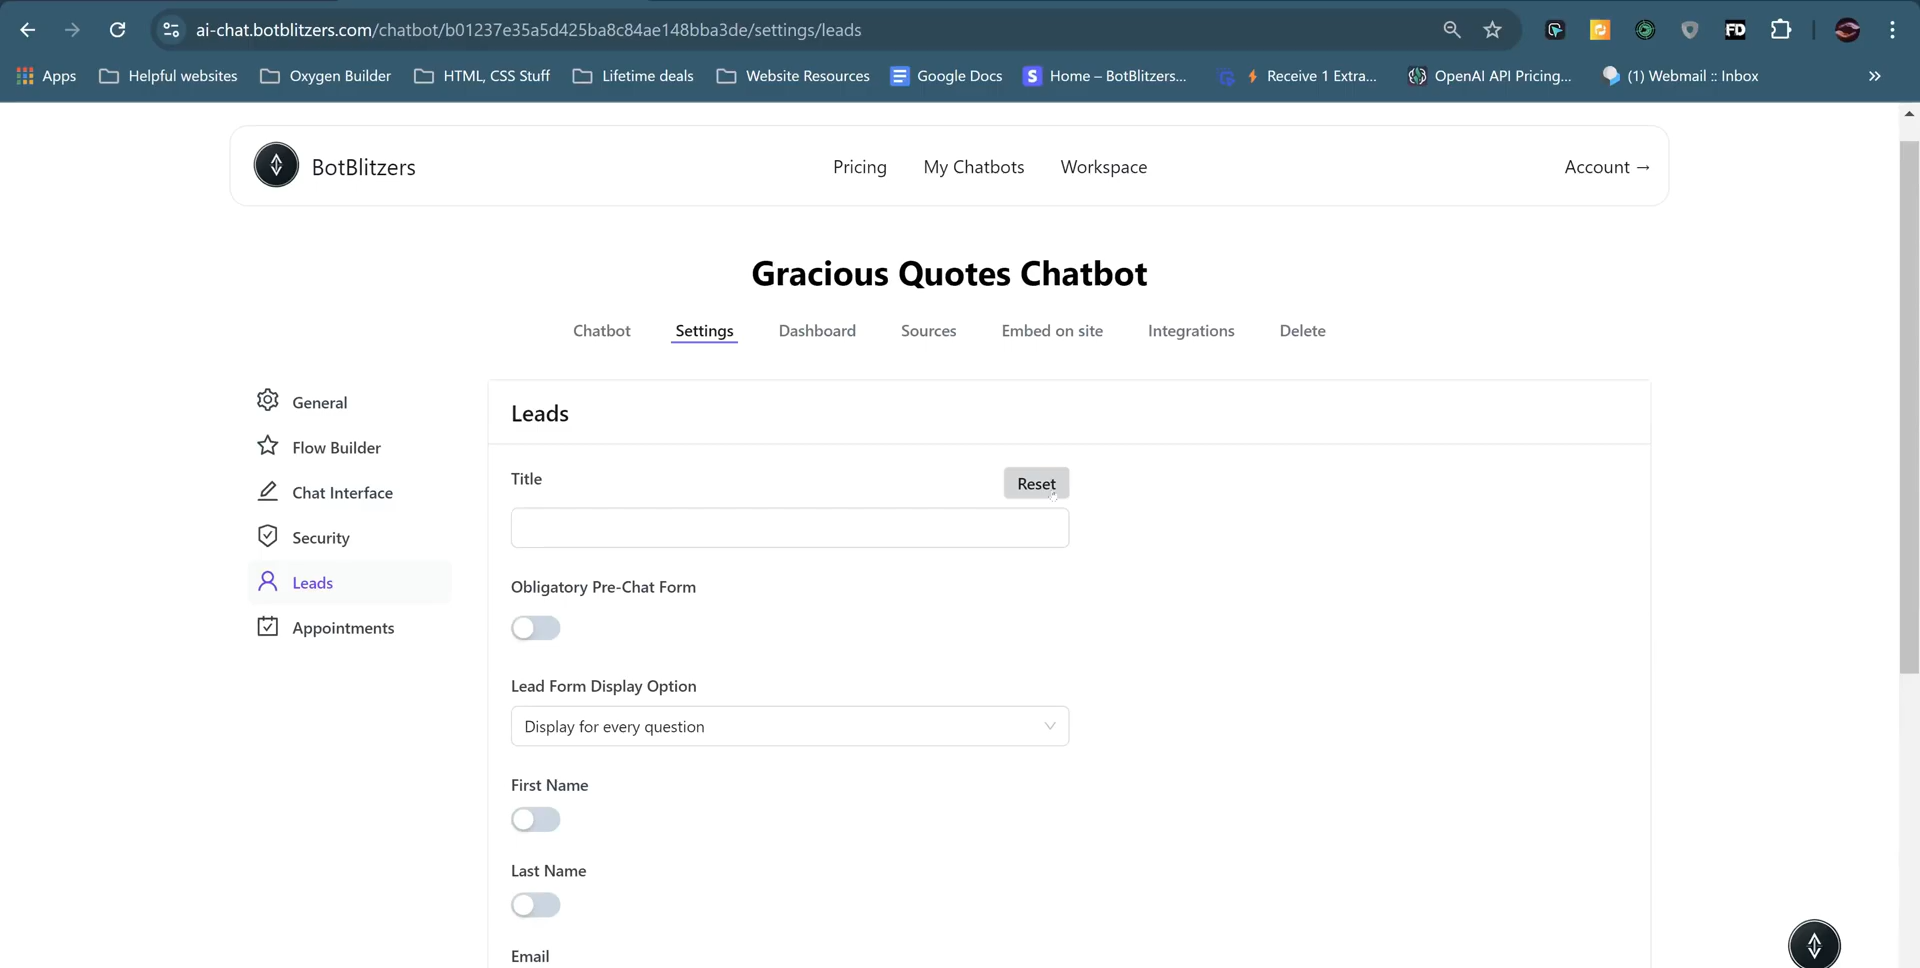 ai-chat.botblitzers.com/chatbot/b01237e35a5d425ba8c84ae148bba3de/settings/leads
FD
Apps Helpful websites Oxygen Builder HTML, CSS Stuff Lifetime deals Website Resources Google Docs S Home – BotBlitzers... Receive 1 Extra... OpenAI API Pricing... (1) Webmail :: Inbox »
BotBlitzers Pricing My Chatbots Workspace Account →
Gracious Quotes Chatbot
Chatbot Settings Dashboard Sources Embed on site Integrations Delete
General
Flow Builder
Chat Interface
Security
Leads
Appointments
Leads
Title Reset
Obligatory Pre-Chat Form
Lead Form Display Option
Display for every question
First Name
Last Name
Email